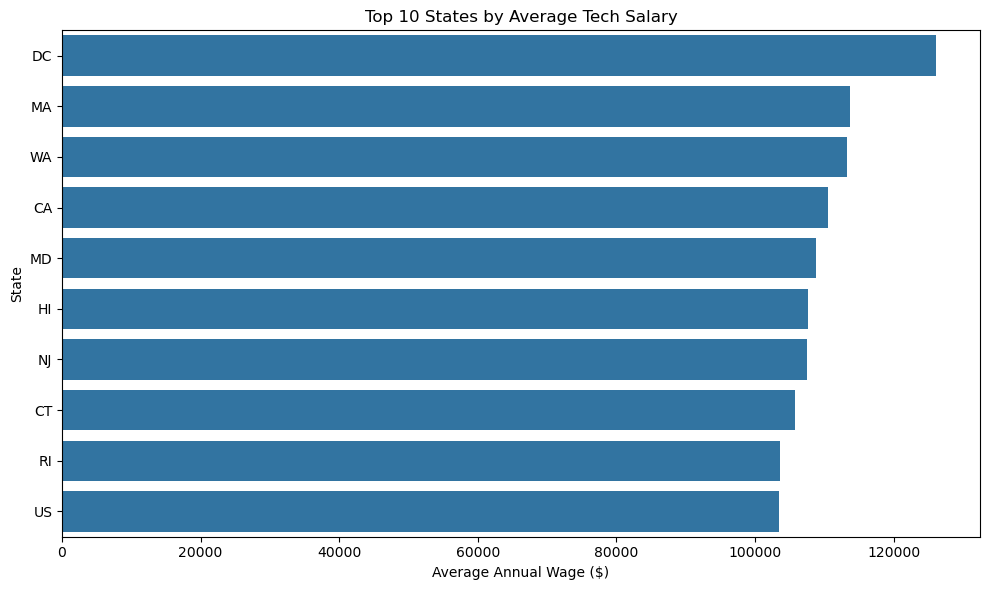 Top 10 States by Average Tech Salary
State
DC
MA
WA
CA
MD
HI
NJ
CT
RI
US
0 20000 40000 60000 80000 100000 120000
Average Annual Wage ($)